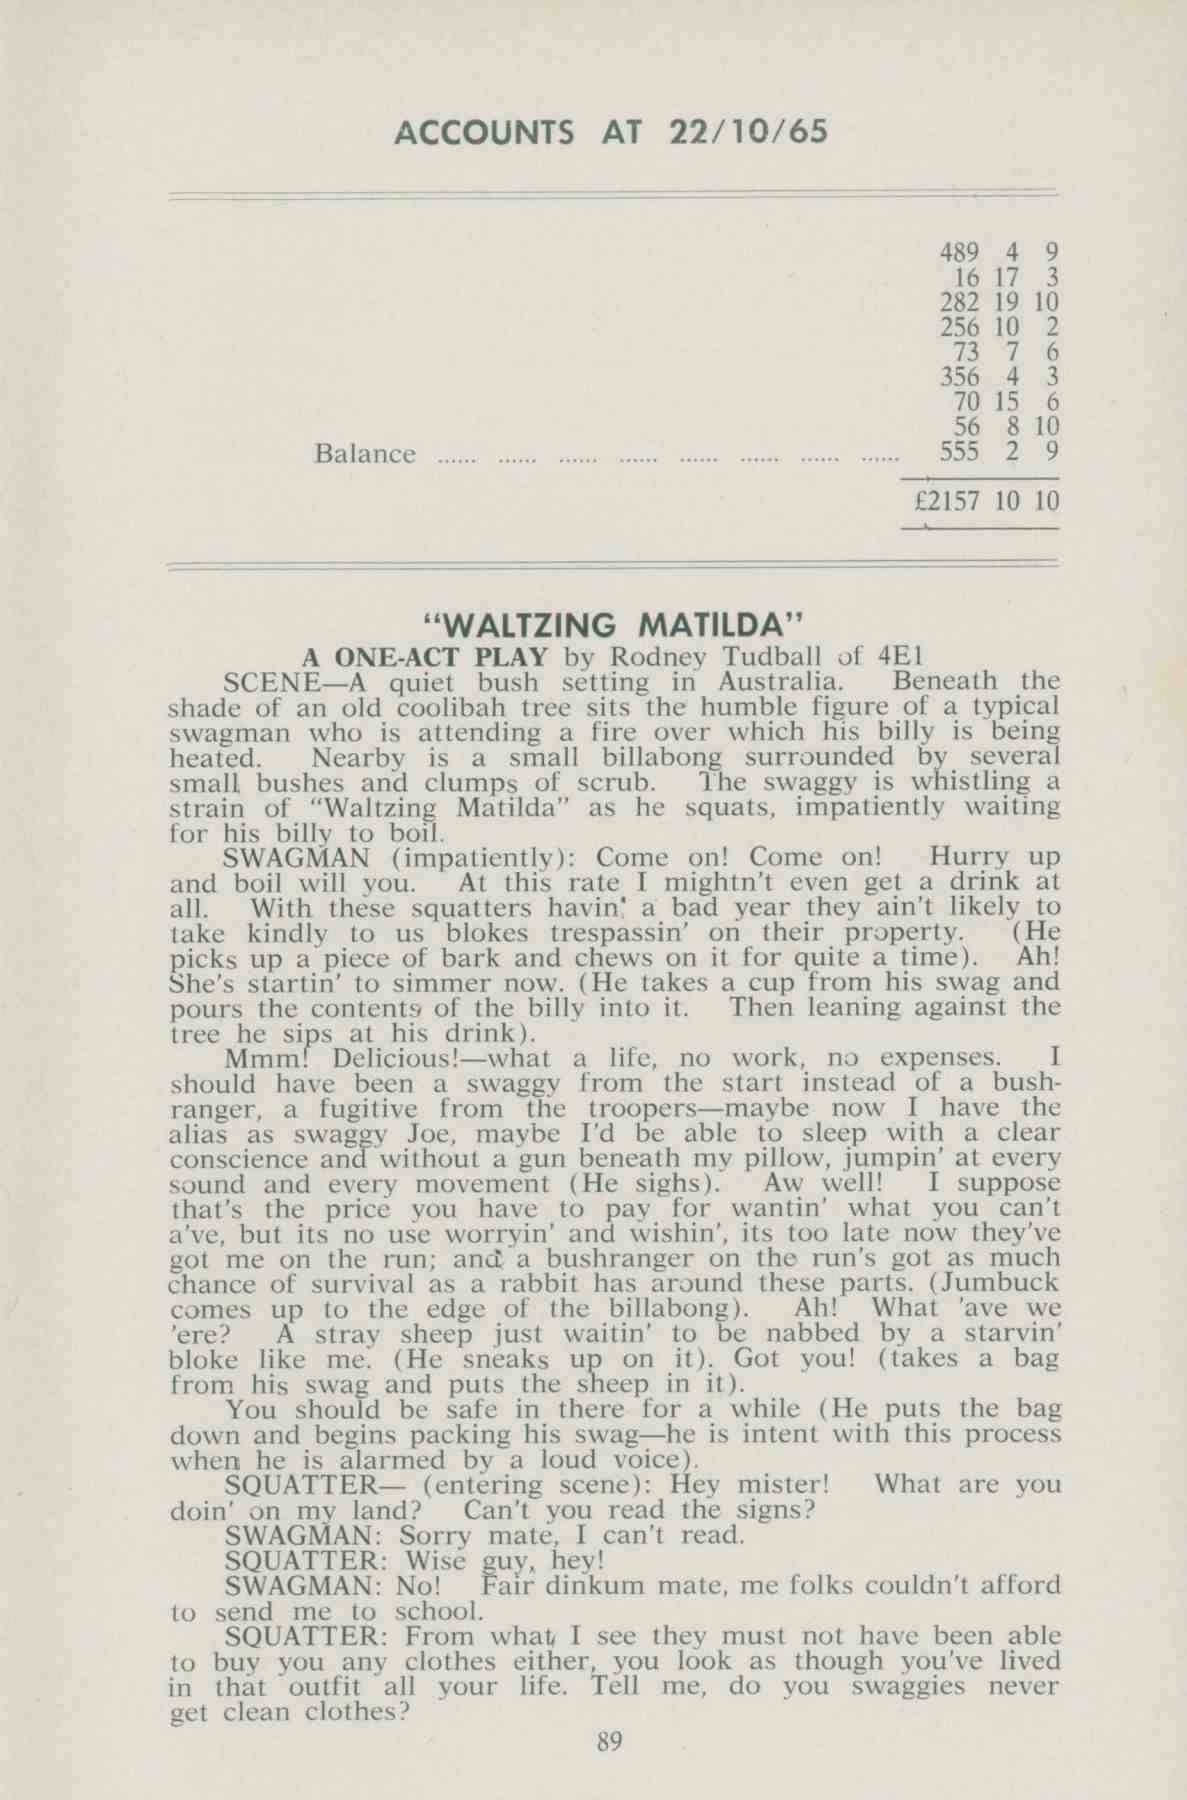 ACCOUNTS AT 22/10/65
489 4 9
16 17 3
282 19 10
256 10 2
73 7 6
356 4 3
70 15 6
56 8 10
Balance ...... ...... ...... ...... ...... ...... ...... ...... 555 2 9
£2157 10 10
"WALTZING MATILDA"
A ONE-ACT PLAY by Rodney Tudball of 4E1
SCENE—A quiet bush setting in Australia. Beneath the
shade of an old coolibah tree sits the humble figure of a typical
swagman who is attending a fire over which his billy is being
heated. Nearby is a small billabong surrounded by several
small bushes and clumps of scrub. The swaggy is whistling a
strain of "Waltzing Matilda" as he squats, impatiently waiting
for his billy to boil.
SWAGMAN (impatiently): Come on! Come on! Hurry up
and boil will you. At this rate I mightn't even get a drink at
all. With these squatters havin' a bad year they ain't likely to
take kindly to us blokes trespassin' on their property. (He
picks up a piece of bark and chews on it for quite a time). Ah!
She's startin' to simmer now. (He takes a cup from his swag and
pours the contents of the billy into it. Then leaning against the
tree he sips at his drink).
Mmm! Delicious!—what a life, no work, no expenses. I
should have been a swaggy from the start instead of a bush-
ranger, a fugitive from the troopers—maybe now I have the
alias as swaggy Joe, maybe I'd be able to sleep with a clear
conscience and without a gun beneath my pillow, jumpin' at every
sound and every movement (He sighs). Aw well! I suppose
that's the price you have to pay for wantin' what you can't
a've, but its no use worryin' and wishin', its too late now they've
got me on the run; and a bushranger on the run's got as much
chance of survival as a rabbit has around these parts. (Jumbuck
comes up to the edge of the billabong). Ah! What 'ave we
'ere? A stray sheep just waitin' to be nabbed by a starvin'
bloke like me. (He sneaks up on it). Got you! (takes a bag
from his swag and puts the sheep in it).
You should be safe in there for a while (He puts the bag
down and begins packing his swag—he is intent with this process
when he is alarmed by a loud voice).
SQUATTER— (entering scene): Hey mister! What are you
doin' on my land? Can't you read the signs?
SWAGMAN: Sorry mate, I can't read.
SQUATTER: Wise guy, hey!
SWAGMAN: No! Fair dinkum mate, me folks couldn't afford
to send me to school.
SQUATTER: From what I see they must not have been able
to buy you any clothes either, you look as though you've lived
in that outfit all your life. Tell me, do you swaggies never
get clean clothes?
89